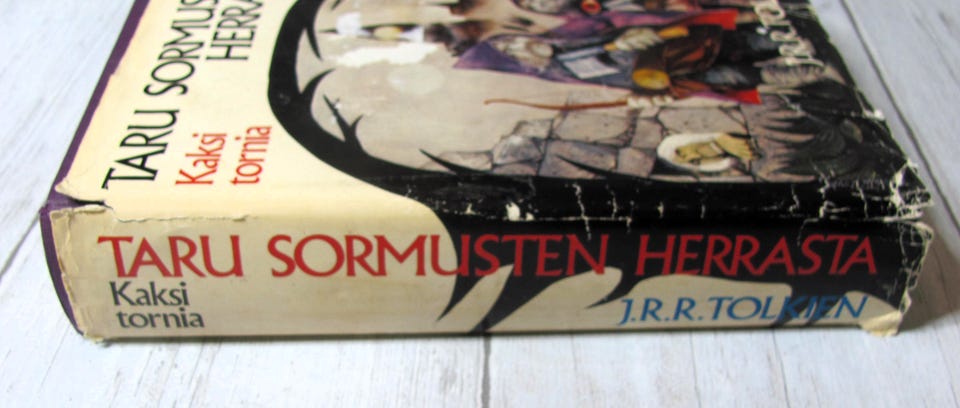 TARU SORMUS
HERRA
Kaksi
tornia
TARU SORMUSTEN HERRASTA
Kaksi
tornia
J.R.R. TOLKIEN